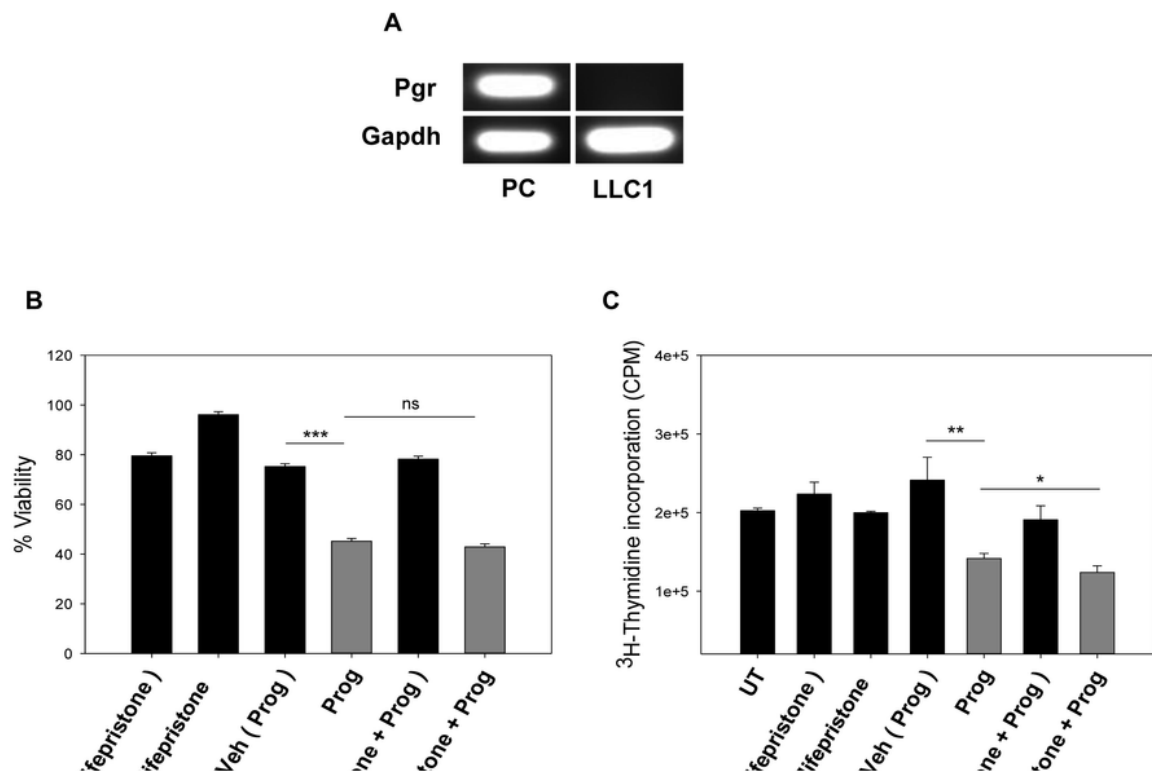 A
Pgr
Gapdh
PC LLC1
B
% Viability
120
100
80
60
40
20
0
***
ns
ifepristone )
lifepristone
Veh ( Prog )
Prog
one + Prog )
tone + Prog
C
³H-Thymidine incorporation (CPM)
4e+5
3e+5
2e+5
1e+5
**
*
UT
ifepristone )
lifepristone
Veh ( Prog )
Prog
one + Prog )
tone + Prog